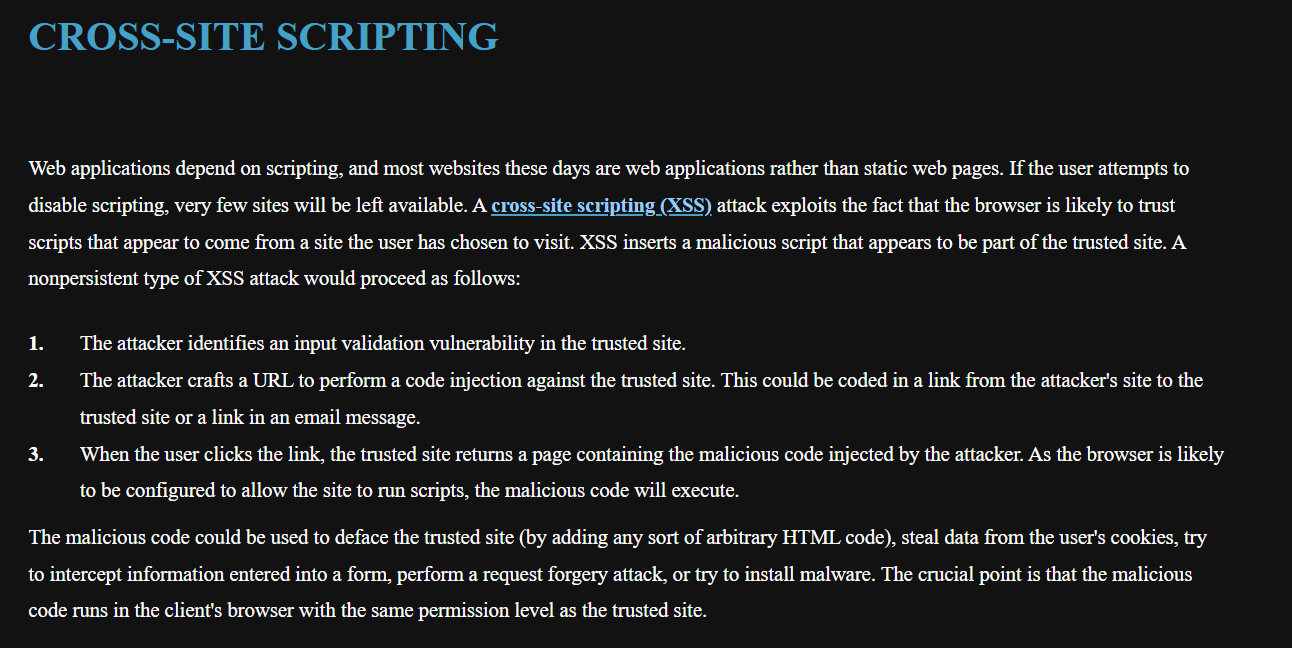 CROSS-SITE SCRIPTING
Web applications depend on scripting, and most websites these days are web applications rather than static web pages. If the user attempts to
disable scripting, very few sites will be left available. A cross-site scripting (XSS) attack exploits the fact that the browser is likely to trust
scripts that appear to come from a site the user has chosen to visit. XSS inserts a malicious script that appears to be part of the trusted site. A
nonpersistent type of XSS attack would proceed as follows:
1. The attacker identifies an input validation vulnerability in the trusted site.
2. The attacker crafts a URL to perform a code injection against the trusted site. This could be coded in a link from the attacker's site to the
trusted site or a link in an email message.
3. When the user clicks the link, the trusted site returns a page containing the malicious code injected by the attacker. As the browser is likely
to be configured to allow the site to run scripts, the malicious code will execute.
The malicious code could be used to deface the trusted site (by adding any sort of arbitrary HTML code), steal data from the user's cookies, try
to intercept information entered into a form, perform a request forgery attack, or try to install malware. The crucial point is that the malicious
code runs in the client's browser with the same permission level as the trusted site.